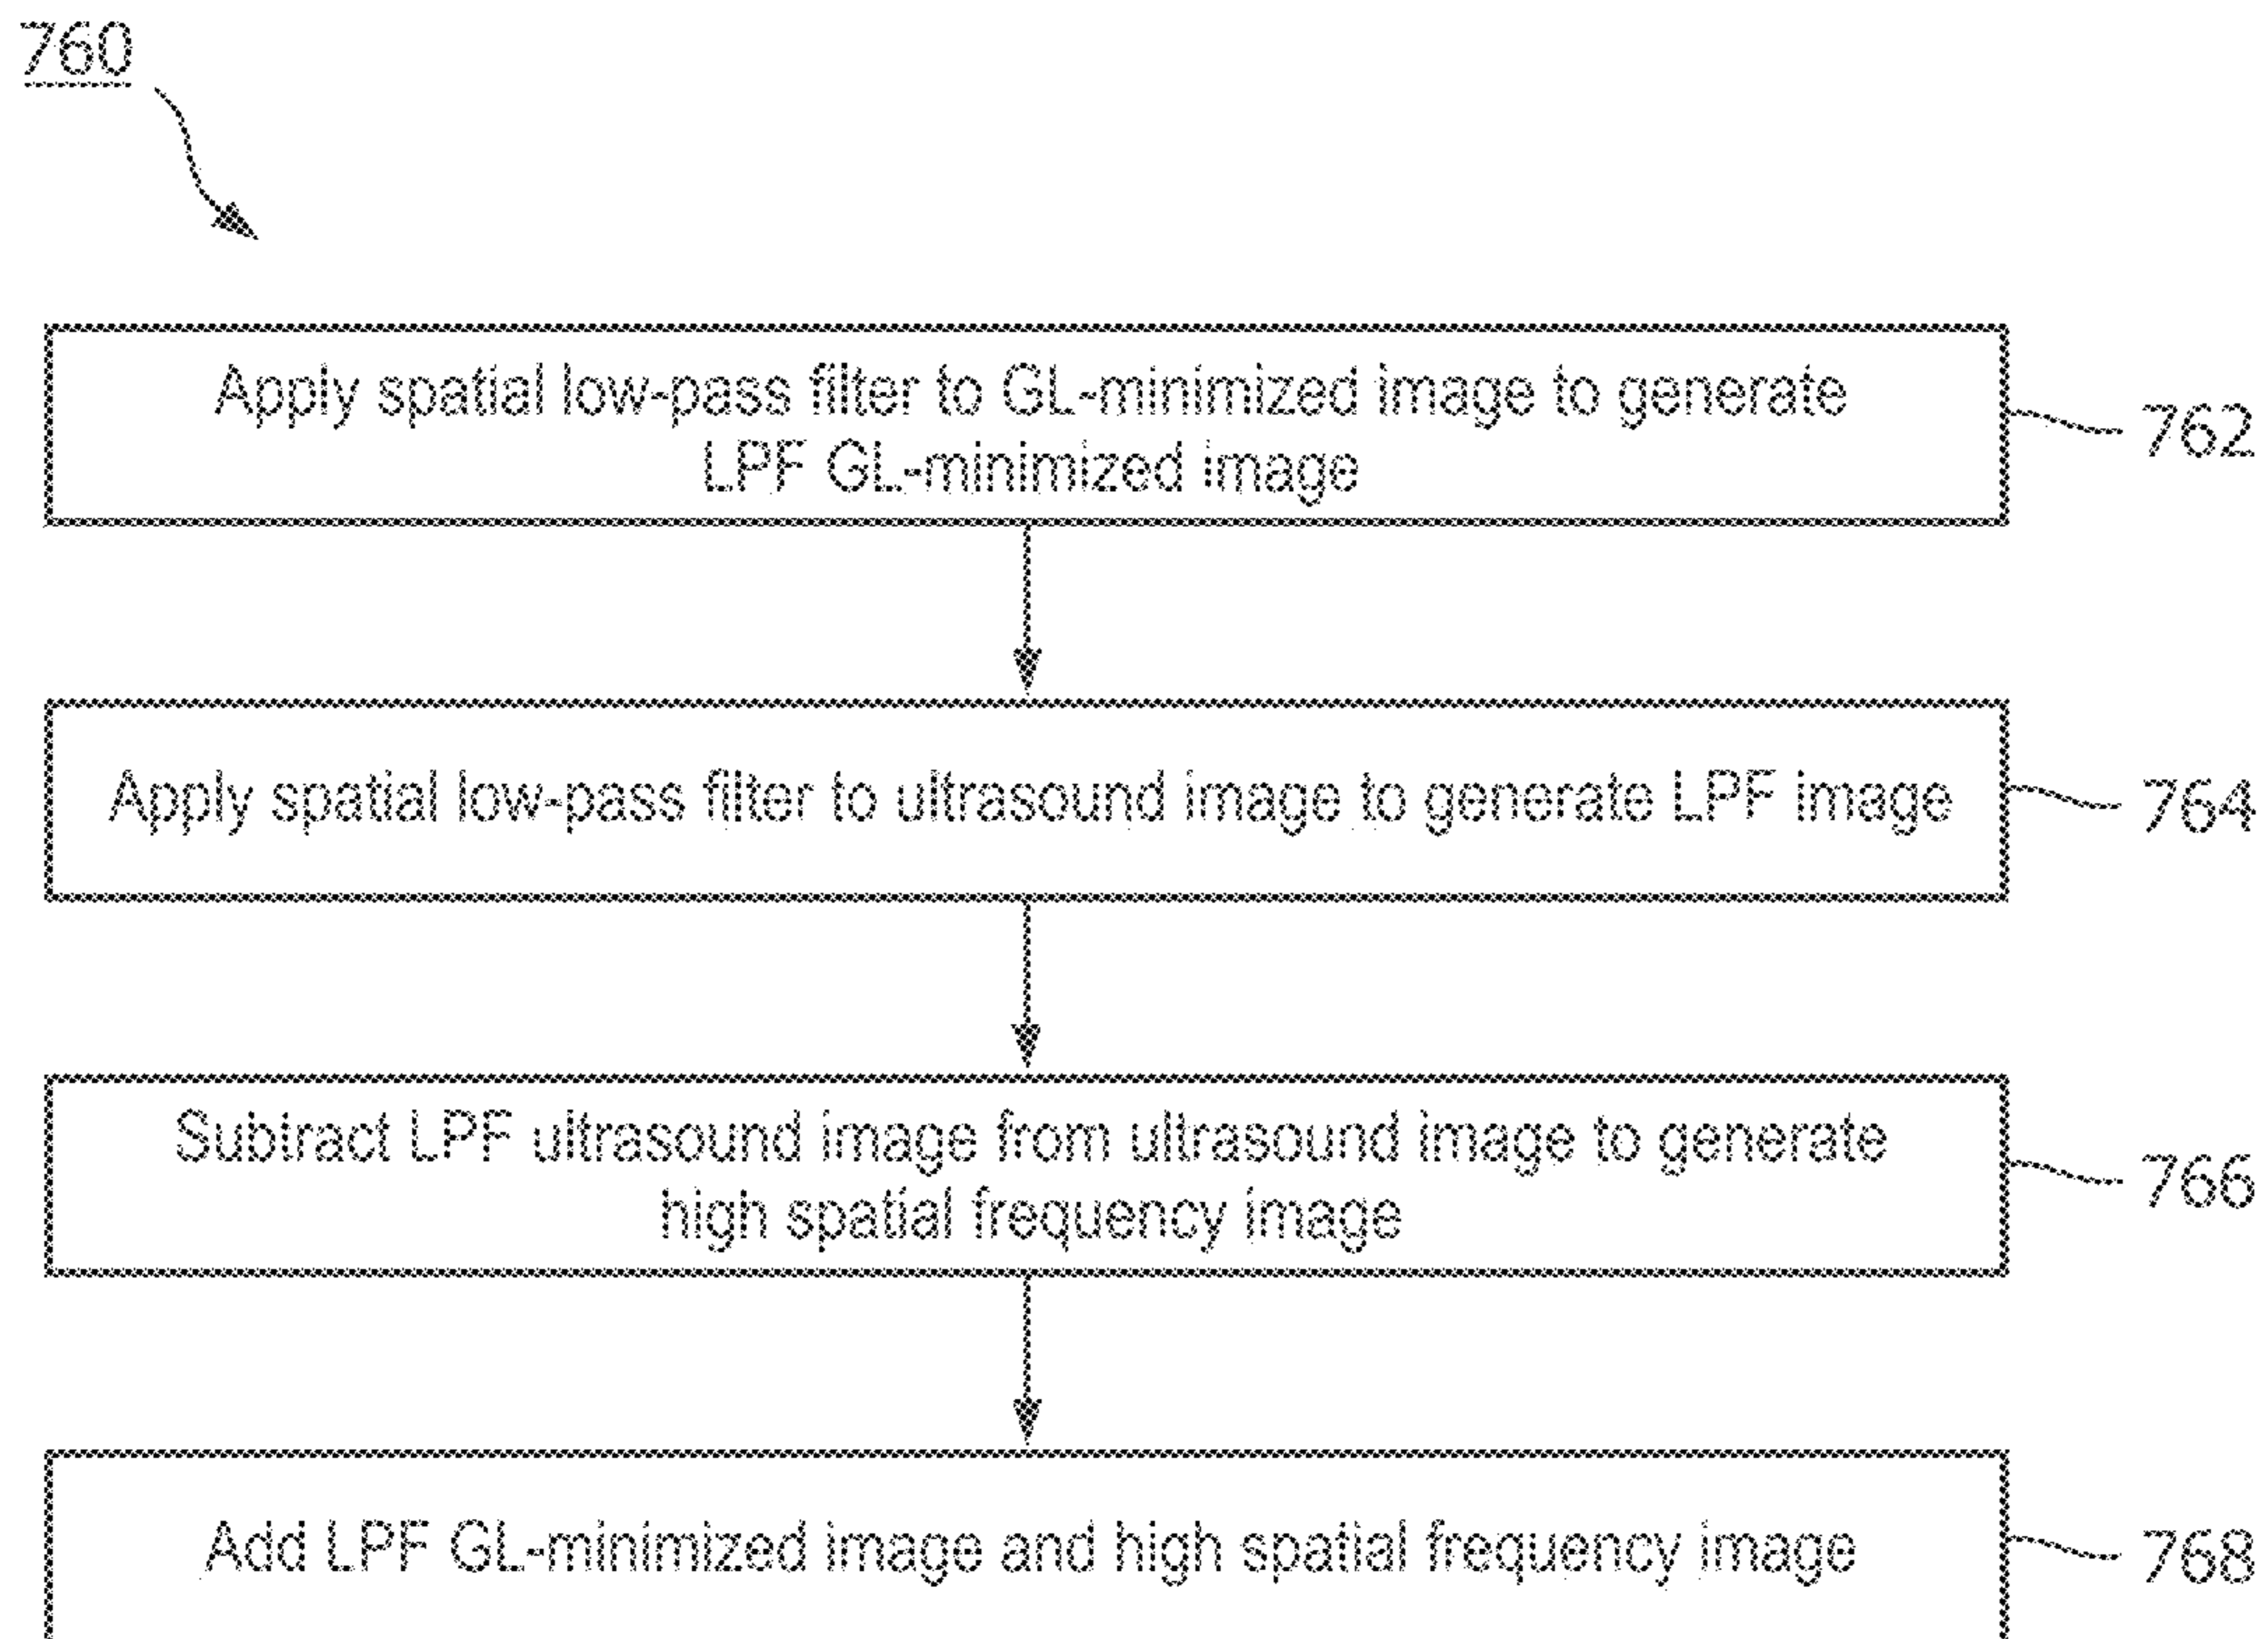 760
Apply spatial low-pass filter to GL-minimized image to generate
LPF GL-minimized image
762
Apply spatial low-pass filter to ultrasound image to generate LPF image
764
Subtract LPF ultrasound image from ultrasound image to generate
high spatial frequency image
766
Add LPF GL-minimized image and high spatial frequency image
768